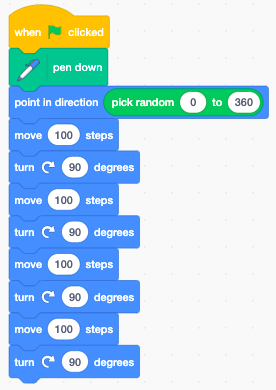 when clicked
pen down
point in direction pick random 0 to 360
move 100 steps
turn 90 degrees
move 100 steps
turn 90 degrees
move 100 steps
turn 90 degrees
move 100 steps
turn 90 degrees